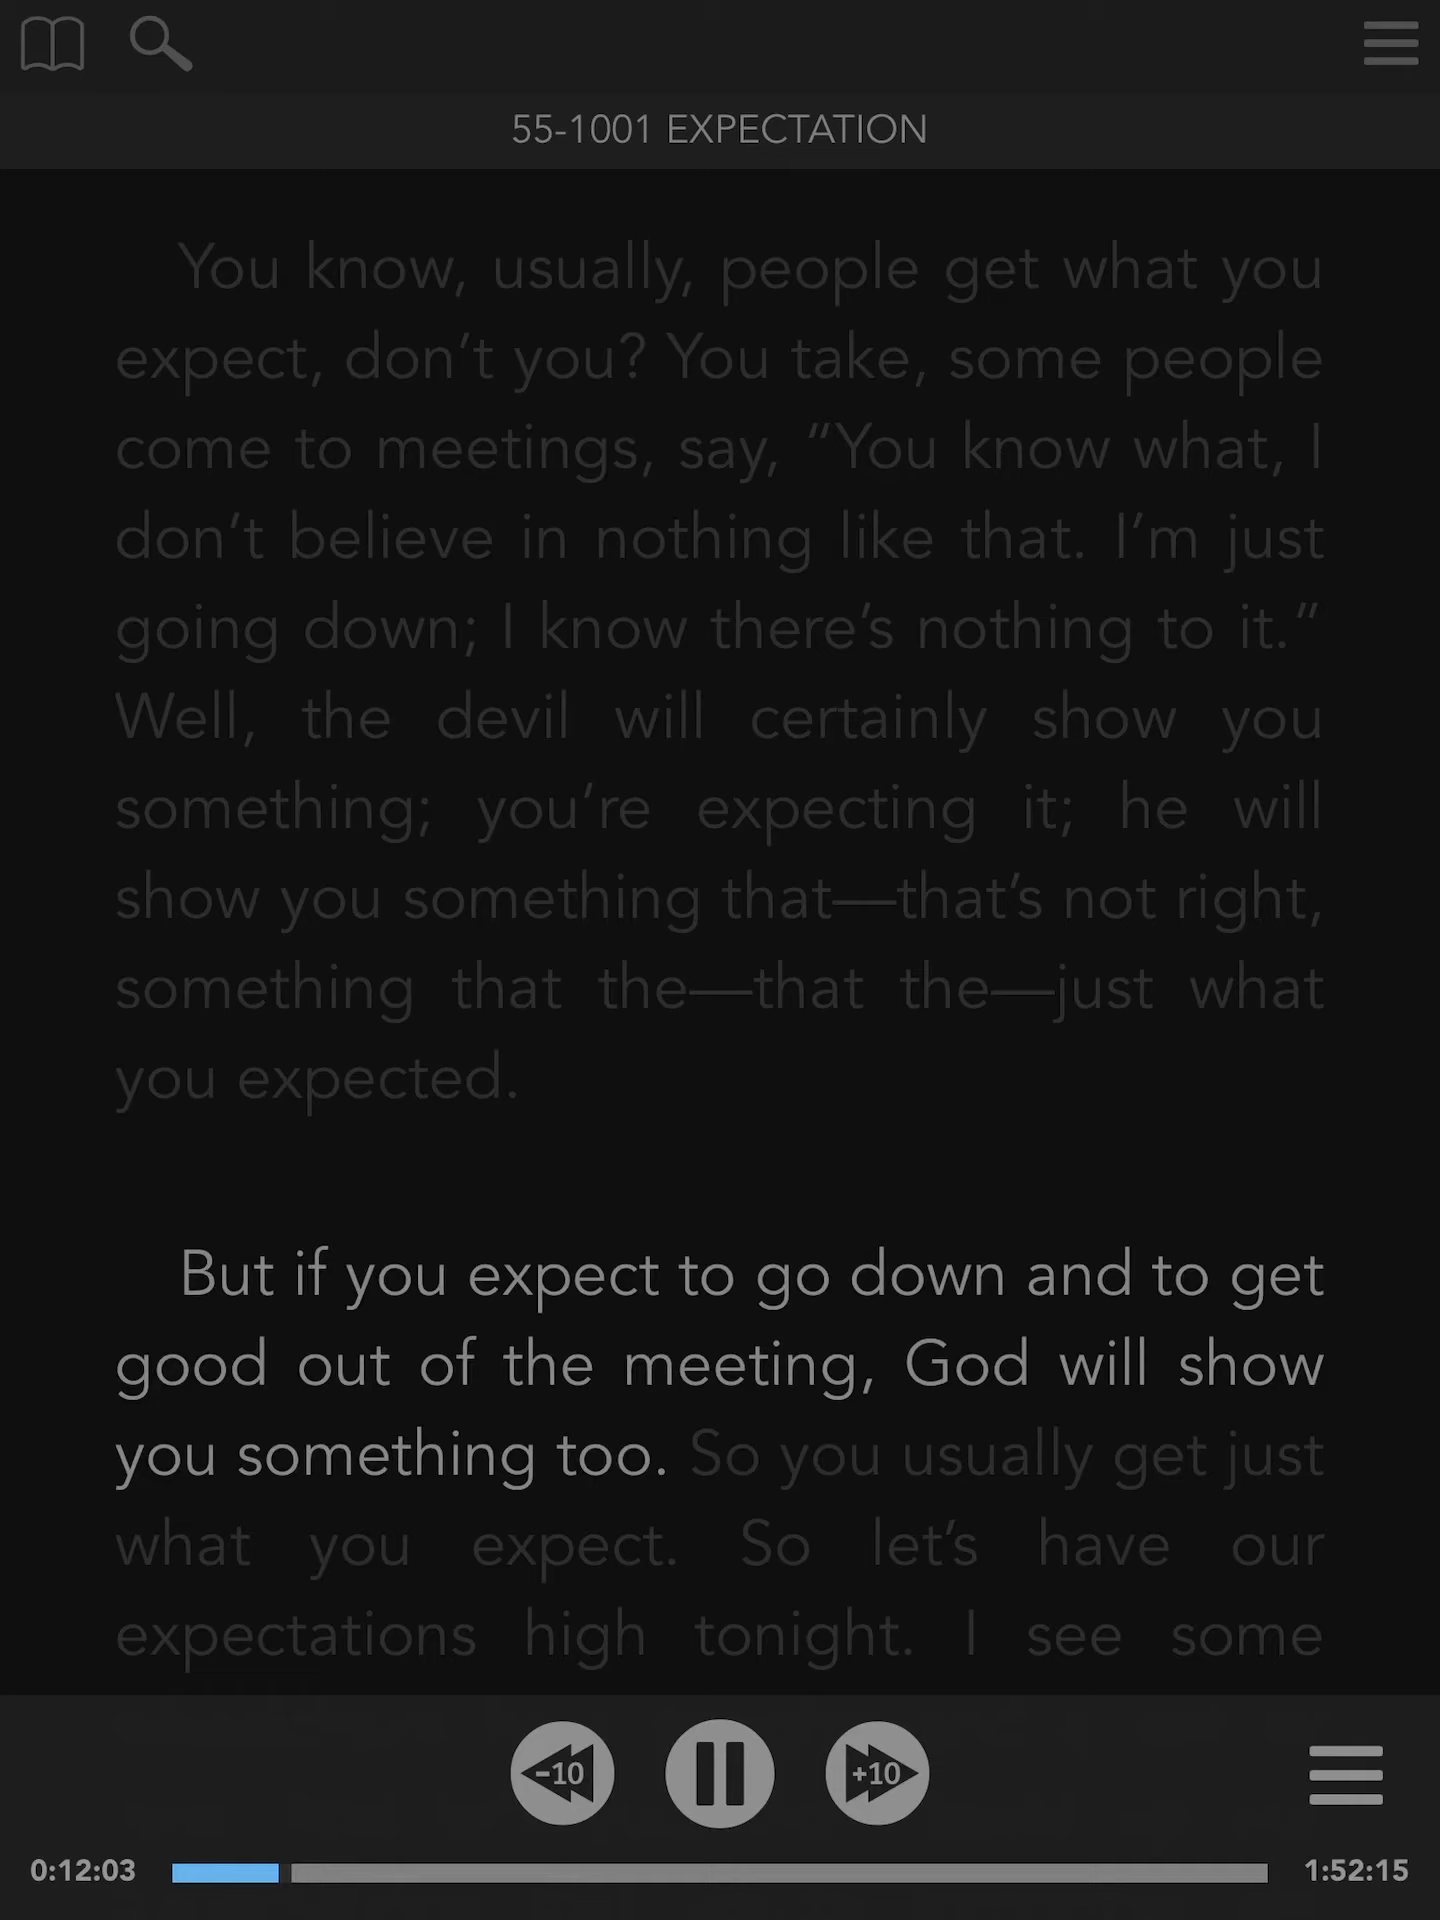 55-1001 EXPECTATION
You know, usually, people get what you
expect, don’t you? You take, some people
come to meetings, say, “You know what, I
don’t believe in nothing like that. I’m just
going down; I know there’s nothing to it.”
Well, the devil will certainly show you
something; you’re expecting it; he will
show you something that—that’s not right,
something that the—that the—just what
you expected.
But if you expect to go down and to get
good out of the meeting, God will show
you something too. So you usually get just
what you expect. So let’s have our
expectations high tonight. I see some
-10 +10
0:12:03 1:52:15